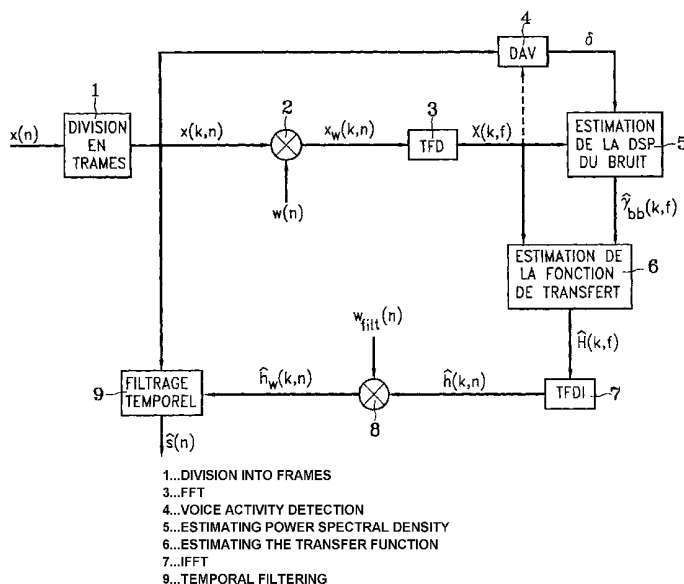 4
DAV
δ
1
x(n)
DIVISION
EN
TRAMES
x(k,n)
2
x_w(k,n)
3
TFD
X(k,f)
ESTIMATION
DE LA DSP
DU BRUIT
5
w(n)
γ̂_bb(k,f)
ESTIMATION DE
LA FONCTION
DE TRANSFERT
6
w_filt(n)
Ĥ(k,f)
9
FILTRAGE
TEMPOREL
ĥ_w(k,n)
8
ĥ(k,n)
TFDI
7
ŝ(n)
1...DIVISION INTO FRAMES
3...FFT
4...VOICE ACTIVITY DETECTION
5...ESTIMATING POWER SPECTRAL DENSITY
6...ESTIMATING THE TRANSFER FUNCTION
7...IFFT
9...TEMPORAL FILTERING